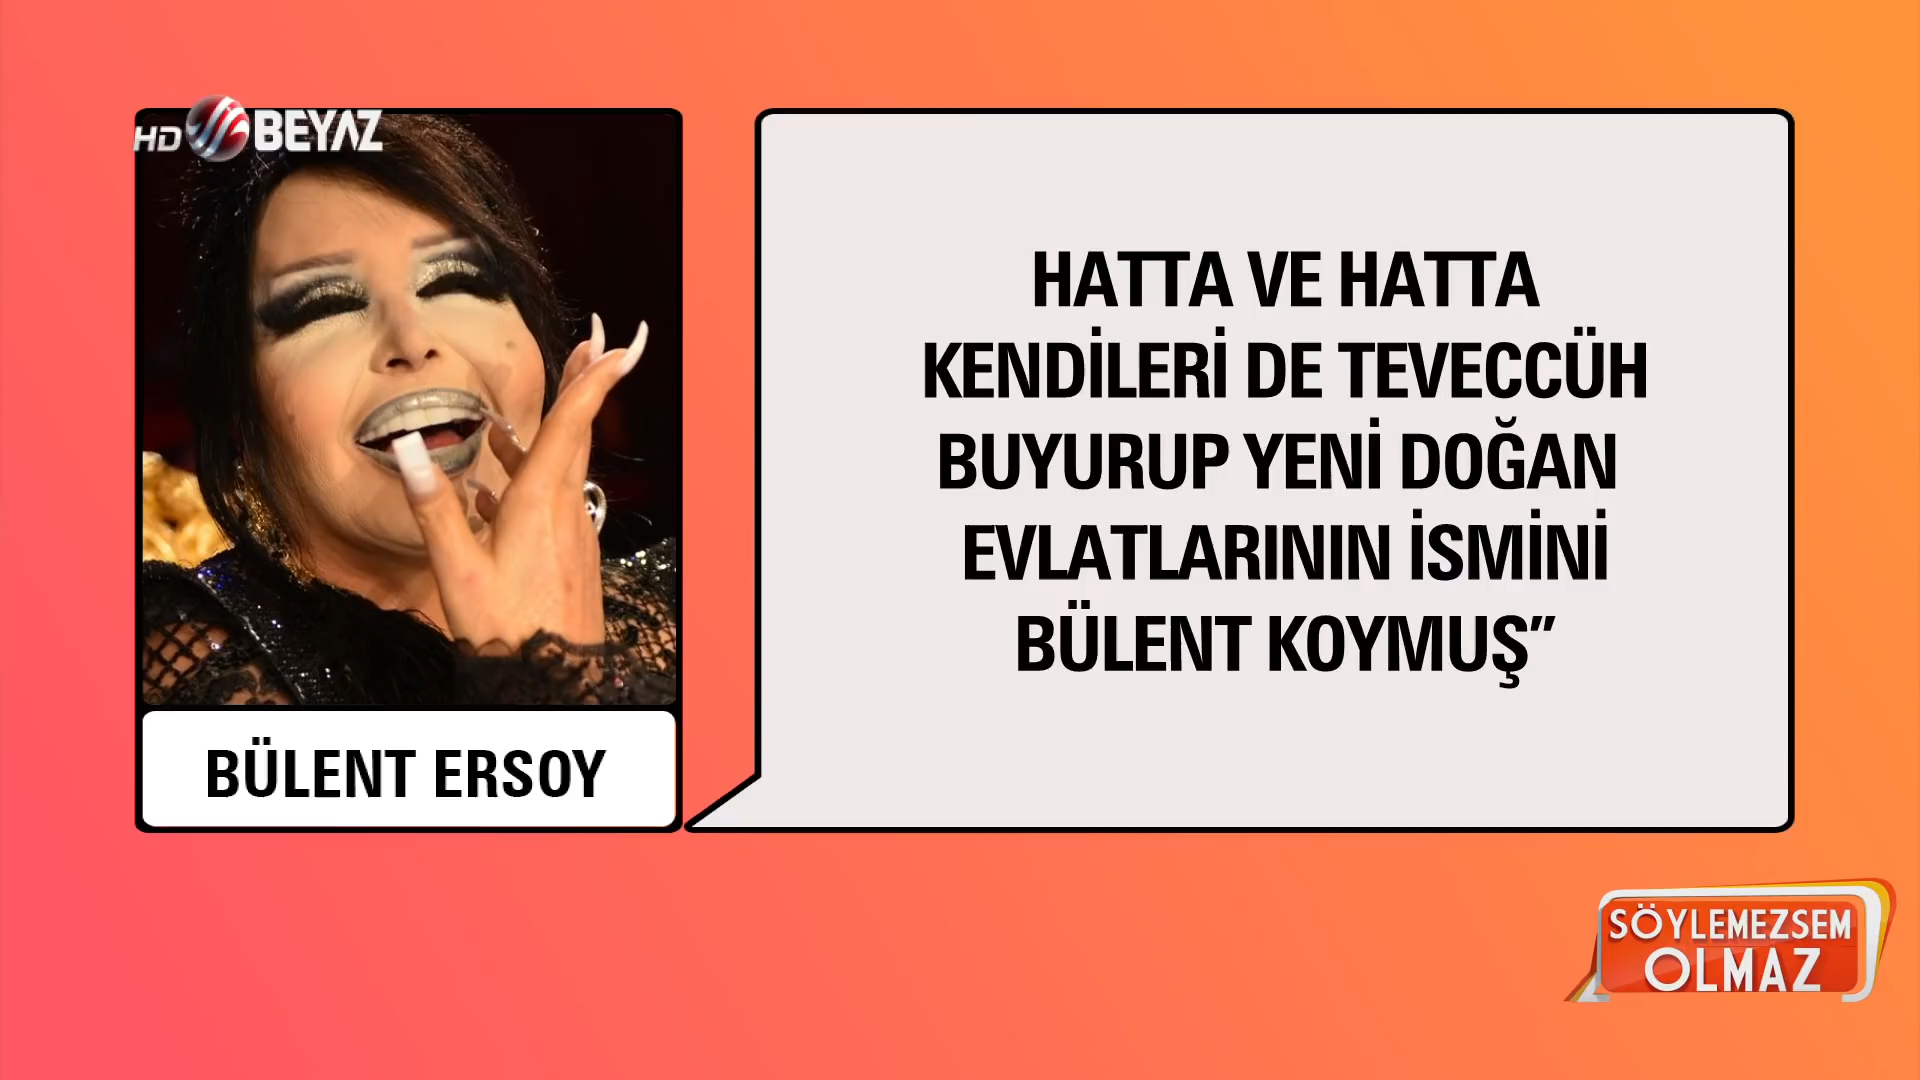 HD BEYAZ
HATTA VE HATTA
KENDİLERİ DE TEVECCÜH
BUYURUP YENİ DOĞAN
EVLATLARININ İSMİNİ
BÜLENT KOYMUŞ”
BÜLENT ERSOY
SÖYLEMEZSEM
OLMAZ